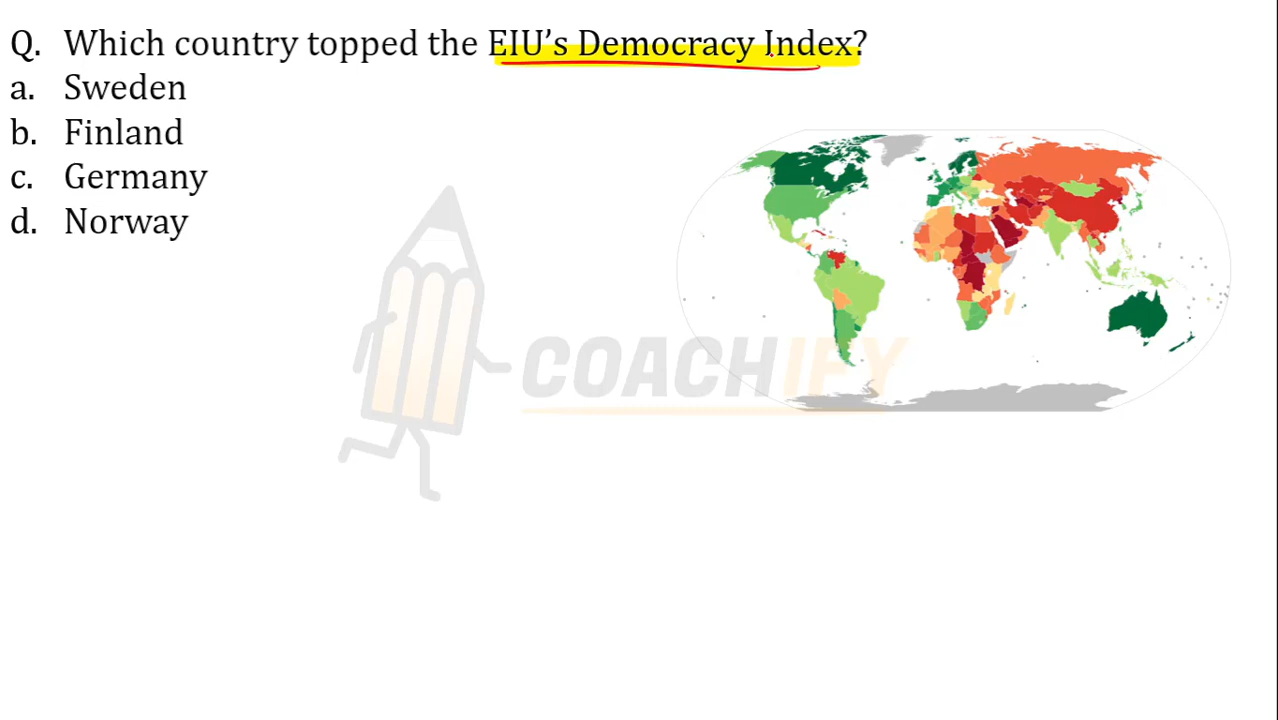 Q. Which country topped the EIU’s Democracy Index?
a. Sweden
b. Finland
c. Germany
d. Norway
COACHIFY